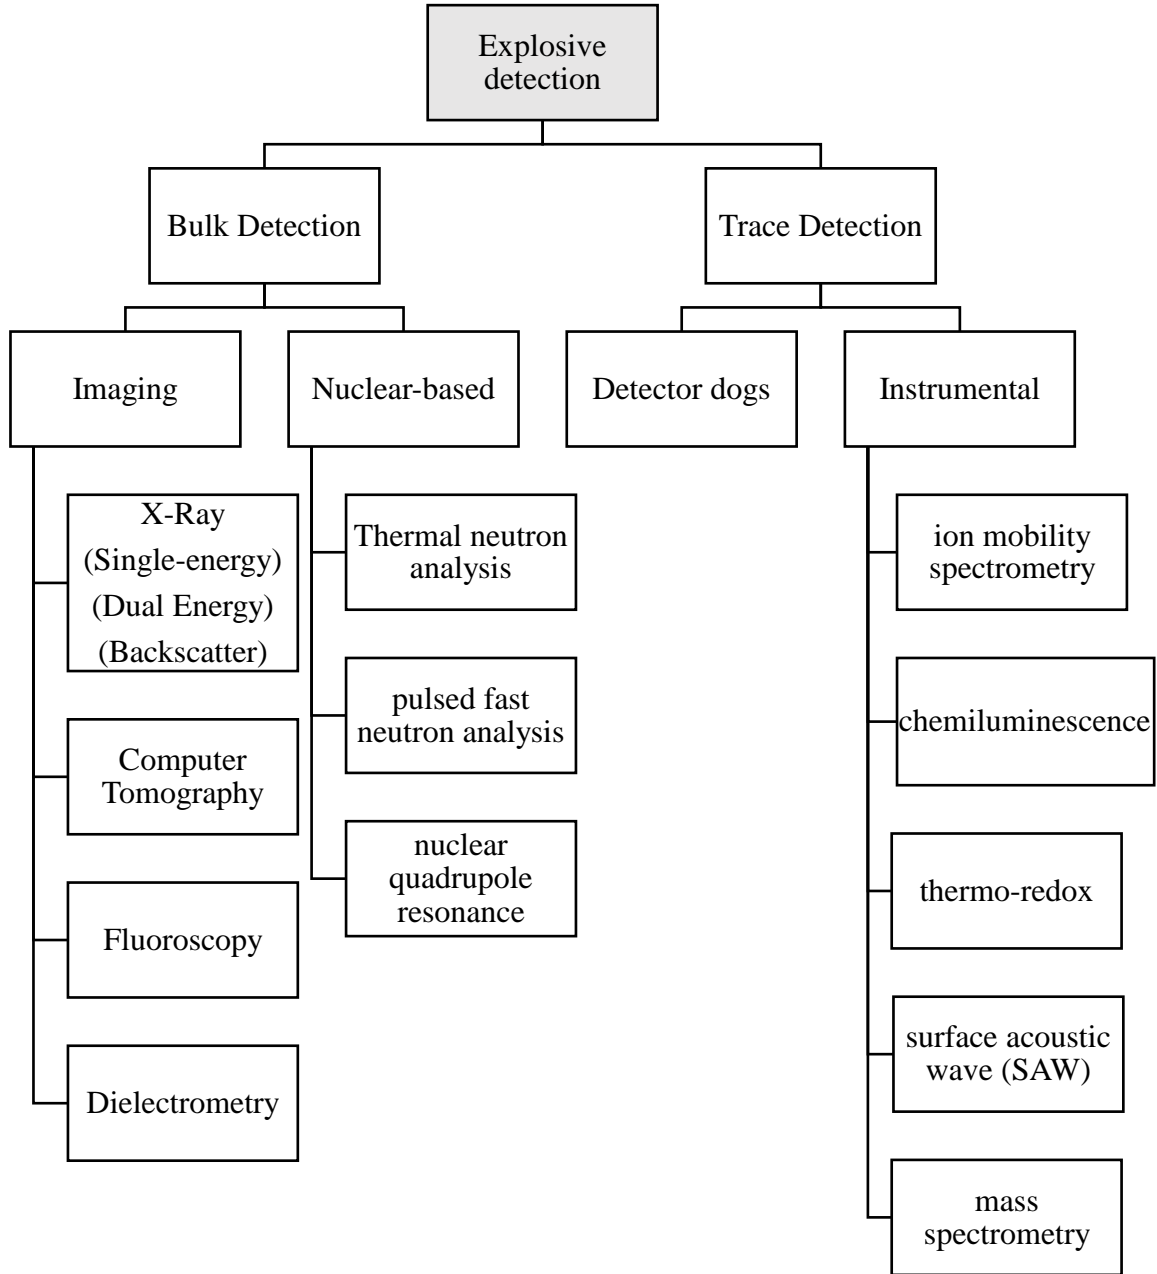 Explosive
detection
Bulk Detection
Trace Detection
Imaging
Nuclear-based
Detector dogs
Instrumental
X-Ray
(Single-energy)
(Dual Energy)
(Backscatter)
Computer
Tomography
Fluoroscopy
Dielectrometry
Thermal neutron
analysis
pulsed fast
neutron analysis
nuclear
quadrupole
resonance
ion mobility
spectrometry
chemiluminescence
thermo-redox
surface acoustic
wave (SAW)
mass
spectrometry